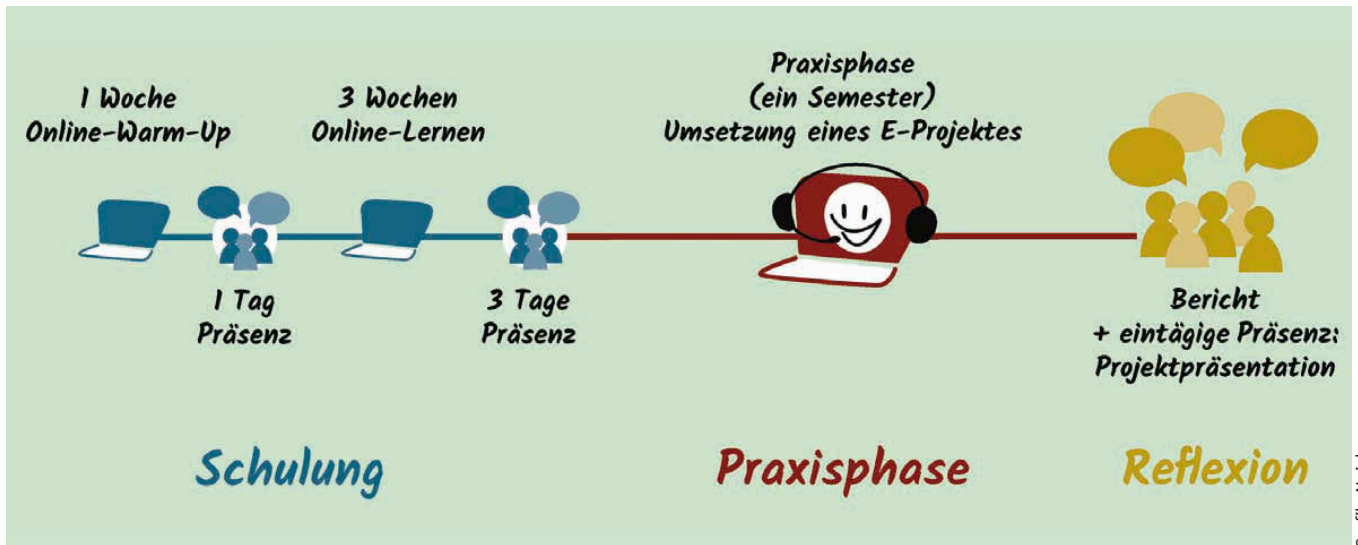 1 Woche
Online-Warm-Up
3 Wochen
Online-Lernen
Praxisphase
(ein Semester)
Umsetzung eines E-Projektes
1 Tag
Präsenz
3 Tage
Präsenz
Bericht
+ eintägige Präsenz:
Projektpräsentation
Schulung
Praxisphase
Reflexion